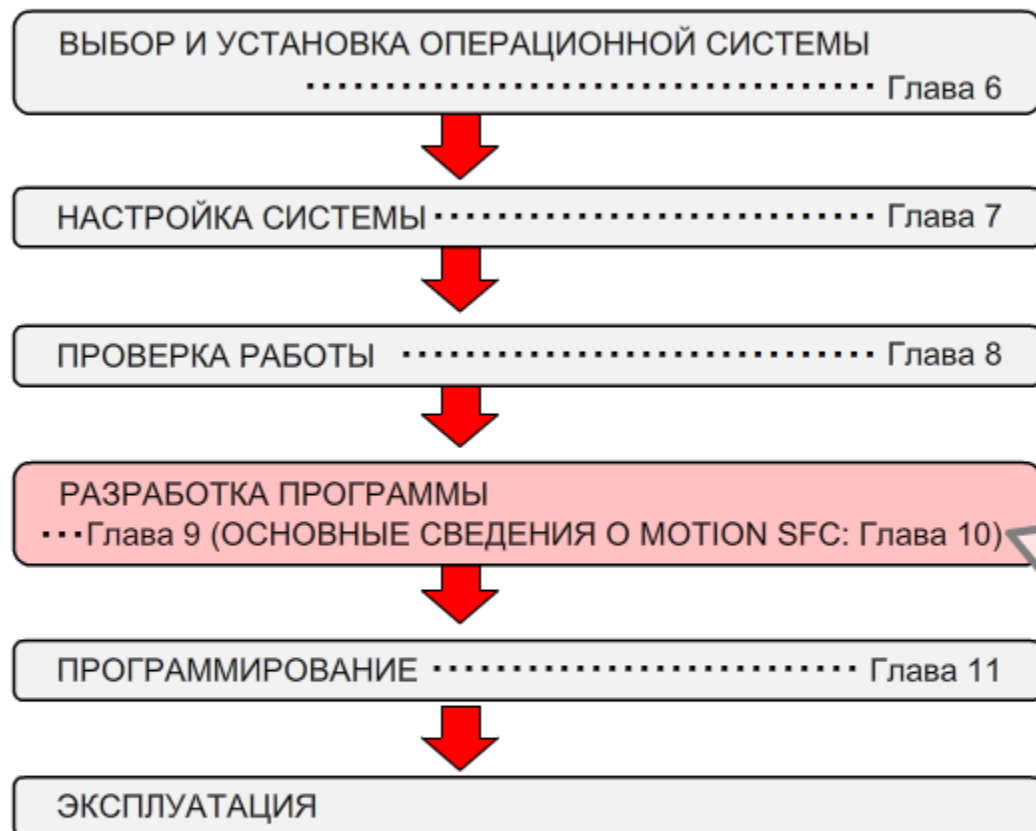 ВЫБОР И УСТАНОВКА ОПЕРАЦИОННОЙ СИСТЕМЫ
···································· Глава 6
НАСТРОЙКА СИСТЕМЫ ···························· Глава 7
ПРОВЕРКА РАБОТЫ ······························ Глава 8
РАЗРАБОТКА ПРОГРАММЫ
···Глава 9 (ОСНОВНЫЕ СВЕДЕНИЯ О MOTION SFC: Глава 10)
ПРОГРАММИРОВАНИЕ ··························· Глава 11
ЭКСПЛУАТАЦИЯ